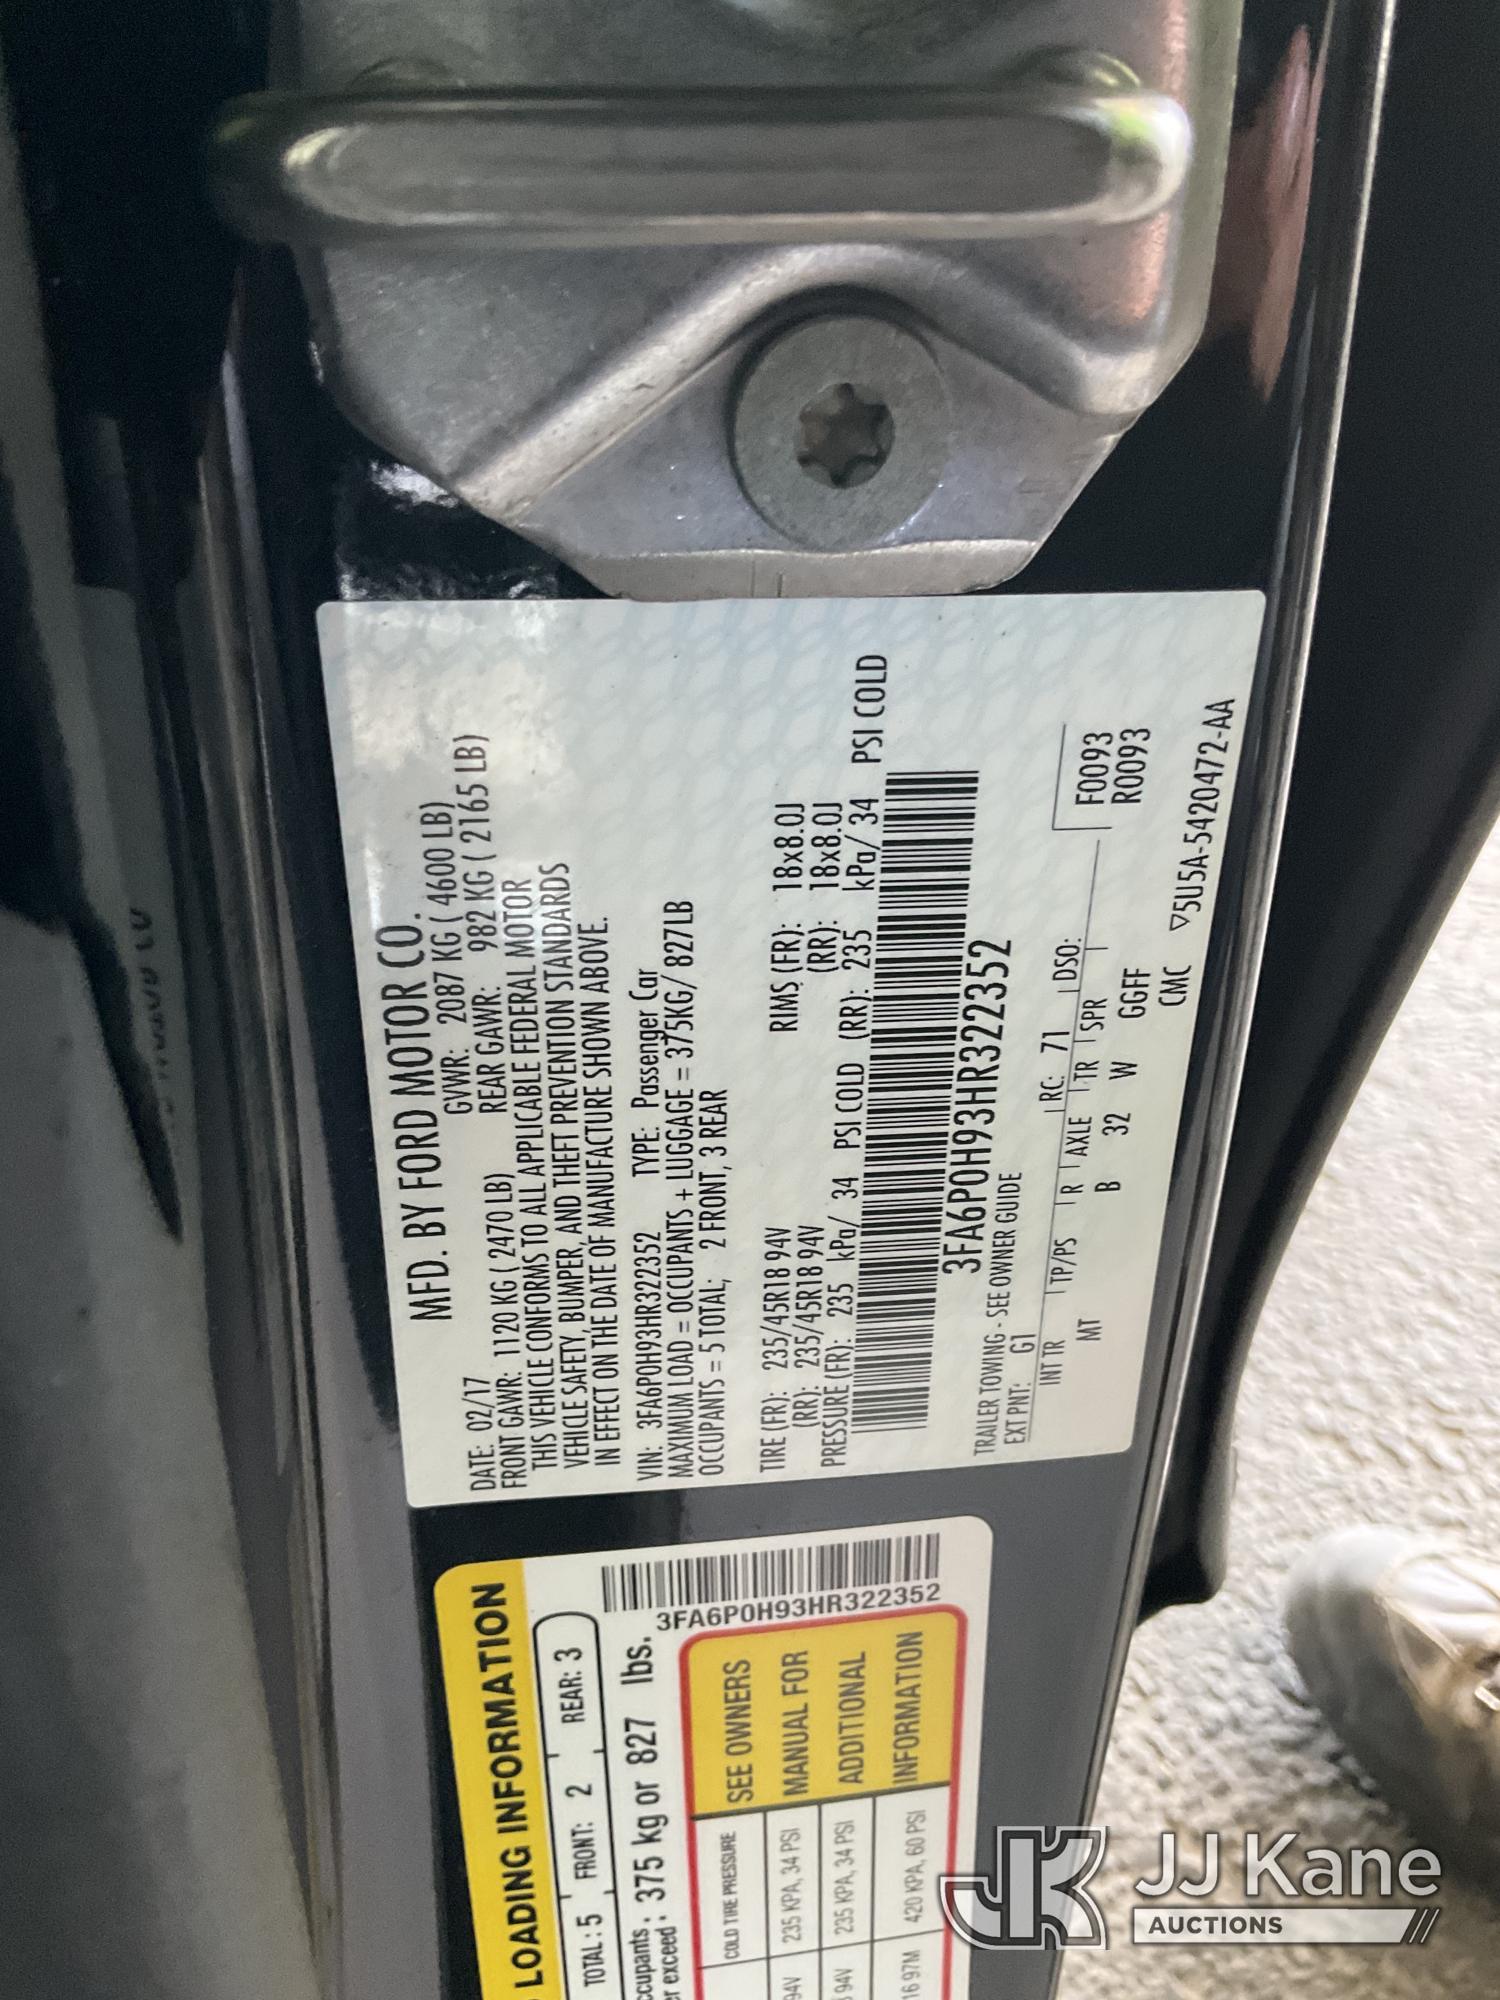 MFD. BY FORD MOTOR CO.
DATE: 02/17 GVWR: 2087 KG ( 4600 LB)
FRONT GAWR: 1120 KG ( 2470 LB) REAR GAWR: 982 KG ( 2165 LB)
THIS VEHICLE CONFORMS TO ALL APPLICABLE FEDERAL MOTOR
VEHICLE SAFETY, BUMPER, AND THEFT PREVENTION STANDARDS
IN EFFECT ON THE DATE OF MANUFACTURE SHOWN ABOVE.
VIN: 3FA6P0H93HR322352 TYPE: Passenger Car
MAXIMUM LOAD = OCCUPANTS + LUGGAGE = 375KG/ 827LB
OCCUPANTS = 5 TOTAL; 2 FRONT, 3 REAR
TIRE (FR): 235/45R18 94V RIMS (FR): 18x8.0J
(RR): 235/45R18 94V (RR): 18x8.0J
PRESSURE (FR): 235 kPa/ 34 PSI COLD (RR): 235 kPa/ 34 PSI COLD
3FA6P0H93HR322352
TRAILER TOWING - SEE OWNER GUIDE
EXT PNT: G1 RC: 71 DSO:
INT TR TP/PS R AXLE TR SPR
MT B 32 W GGFF
F0093
R0093
CMC ▽5U5A-5420472-AA
LOADING INFORMATION
TOTAL: 5 FRONT: 2 REAR: 3
exceed: 375 kg or 827 lbs.
3FA6P0H93HR322352
COLD TIRE PRESSURE
94V 235 KPA, 34 PSI
94V 235 KPA, 34 PSI
16 97M 420 KPA, 60 PSI
SEE OWNERS
MANUAL FOR
ADDITIONAL
INFORMATION
JJ Kane
AUCTIONS